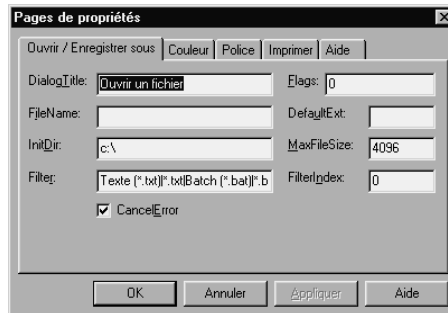 Pages de propriétés
Ouvrir / Enregistrer sous Couleur Police Imprimer Aide
DialogTitle: Ouvrir un fichier Flags: 0
FileName: DefaultExt:
InitDir: c:\ MaxFileSize: 4096
Filter: Texte (*.txt)|*.txt|Batch (*.bat)|*.b FilterIndex: 0
CancelError
OK Annuler Appliquer Aide